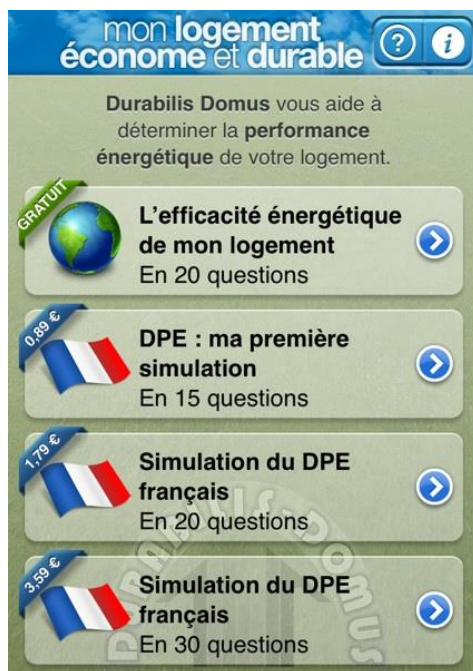 mon logement
économe et durable
?
i
Durabilis Domus vous aide à
déterminer la performance
énergétique de votre logement.
GRATUIT
L'efficacité énergétique
de mon logement
En 20 questions
0,89 €
DPE : ma première
simulation
En 15 questions
1,79 €
Simulation du DPE
français
En 20 questions
3,59 €
Simulation du DPE
français
En 30 questions
DURABILIS-DOMUS